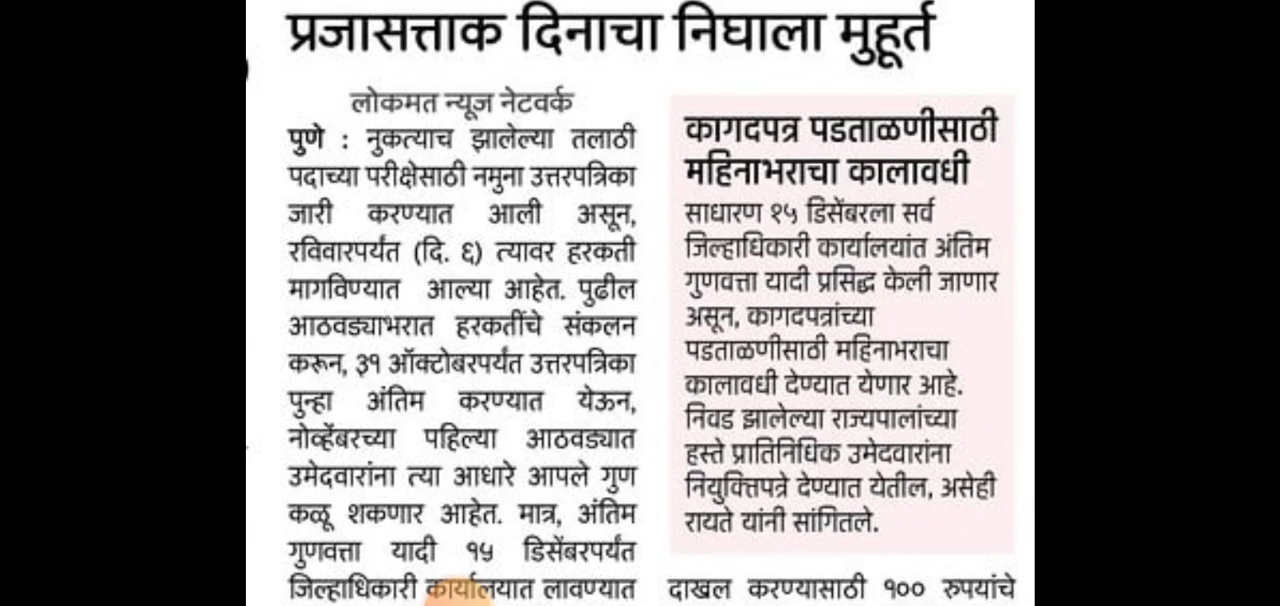 प्रजासत्ताक दिनाचा निघाला मुहूर्त
लोकमत न्यूज नेटवर्क
पुणे : नुकत्याच झालेल्या तलाठी
पदाच्या परीक्षेसाठी नमुना उत्तरपत्रिका
जारी करण्यात आली असून,
रविवारपर्यंत (दि. ६) त्यावर हरकती
मागविण्यात आल्या आहेत. पुढील
आठवड्याभरात हरकतींचे संकलन
करून, ३१ ऑक्टोबरपर्यंत उत्तरपत्रिका
पुन्हा अंतिम करण्यात येऊन,
नोव्हेंबरच्या पहिल्या आठवड्यात
उमेदवारांना त्या आधारे आपले गुण
कळू शकणार आहेत. मात्र, अंतिम
गुणवत्ता यादी १५ डिसेंबरपर्यंत
जिल्हाधिकारी कार्यालयात लावण्यात
कागदपत्र पडताळणीसाठी
महिनाभराचा कालावधी
साधारण १५ डिसेंबरला सर्व
जिल्हाधिकारी कार्यालयांत अंतिम
गुणवत्ता यादी प्रसिद्ध केली जाणार
असून, कागदपत्रांच्या
पडताळणीसाठी महिनाभराचा
कालावधी देण्यात येणार आहे.
निवड झालेल्या राज्यपालांच्या
हस्ते प्रातिनिधिक उमेदवारांना
नियुक्तिपत्रे देण्यात येतील, असेही
रायते यांनी सांगितले.
दाखल करण्यासाठी १०० रुपयांचे